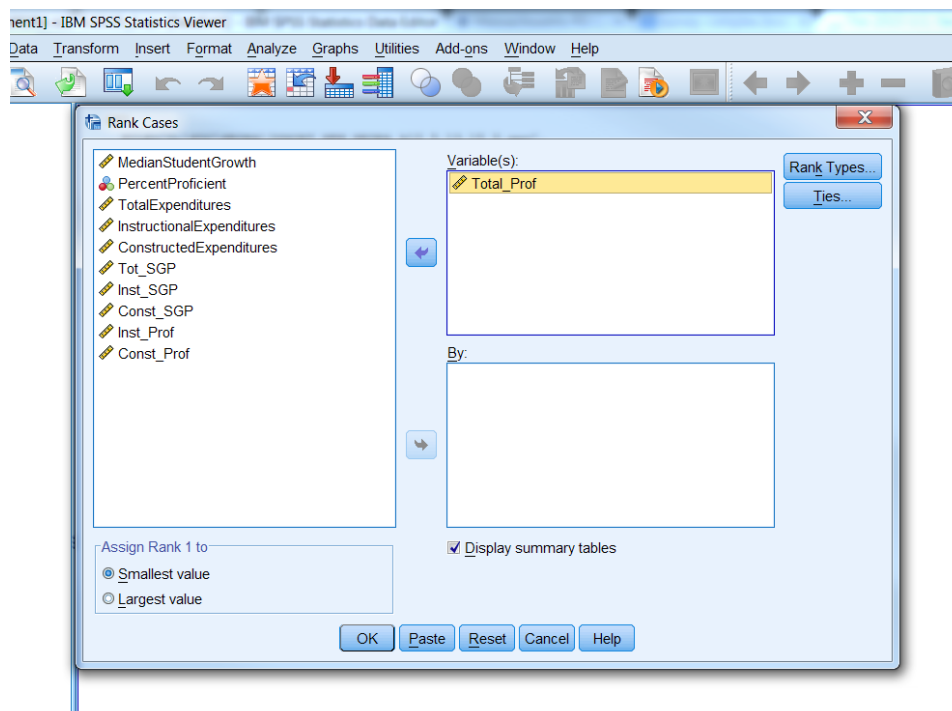 ment1] - IBM SPSS Statistics Viewer
Data Transform Insert Format Analyze Graphs Utilities Add-ons Window Help
Rank Cases
MedianStudentGrowth
PercentProficient
TotalExpenditures
InstructionalExpenditures
ConstructedExpenditures
Tot_SGP
Inst_SGP
Const_SGP
Inst_Prof
Const_Prof
Variable(s):
Total_Prof
Rank Types...
Ties...
By:
Assign Rank 1 to
Smallest value
Largest value
Display summary tables
OK Paste Reset Cancel Help